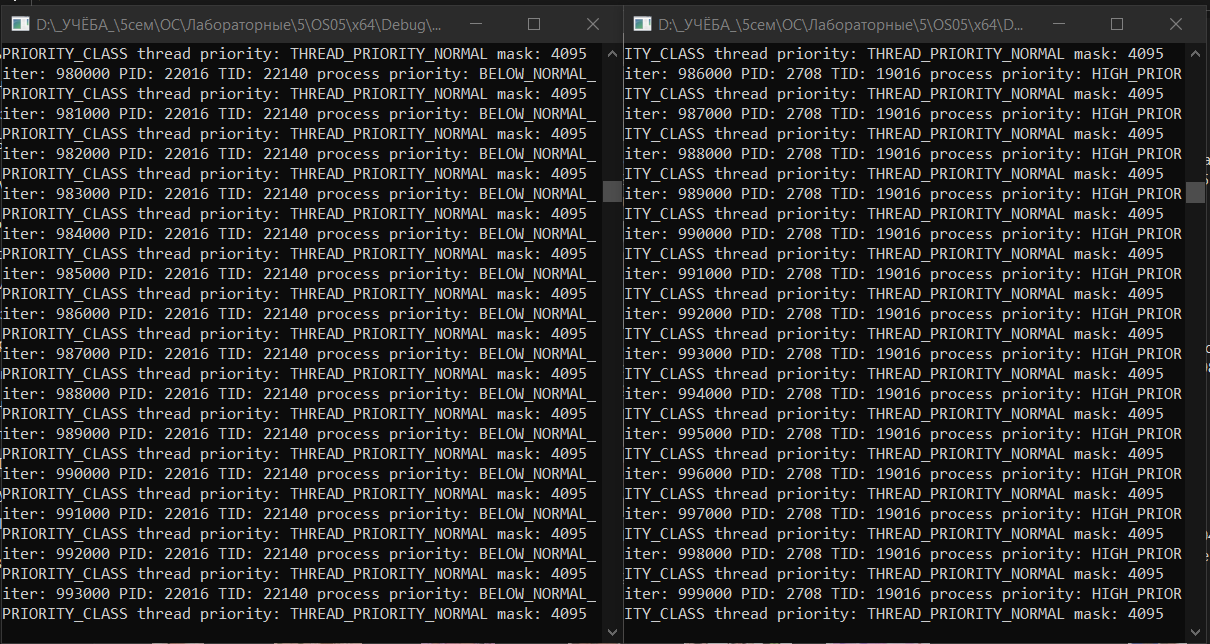 D:\_УЧЁБА_\5сем\ОС\Лабораторные\5\OS05\x64\Debug\...
PRIORITY_CLASS thread priority: THREAD_PRIORITY_NORMAL mask: 4095
iter: 980000 PID: 22016 TID: 22140 process priority: BELOW_NORMAL_
PRIORITY_CLASS thread priority: THREAD_PRIORITY_NORMAL mask: 4095
iter: 981000 PID: 22016 TID: 22140 process priority: BELOW_NORMAL_
PRIORITY_CLASS thread priority: THREAD_PRIORITY_NORMAL mask: 4095
iter: 982000 PID: 22016 TID: 22140 process priority: BELOW_NORMAL_
PRIORITY_CLASS thread priority: THREAD_PRIORITY_NORMAL mask: 4095
iter: 983000 PID: 22016 TID: 22140 process priority: BELOW_NORMAL_
PRIORITY_CLASS thread priority: THREAD_PRIORITY_NORMAL mask: 4095
iter: 984000 PID: 22016 TID: 22140 process priority: BELOW_NORMAL_
PRIORITY_CLASS thread priority: THREAD_PRIORITY_NORMAL mask: 4095
iter: 985000 PID: 22016 TID: 22140 process priority: BELOW_NORMAL_
PRIORITY_CLASS thread priority: THREAD_PRIORITY_NORMAL mask: 4095
iter: 986000 PID: 22016 TID: 22140 process priority: BELOW_NORMAL_
PRIORITY_CLASS thread priority: THREAD_PRIORITY_NORMAL mask: 4095
iter: 987000 PID: 22016 TID: 22140 process priority: BELOW_NORMAL_
PRIORITY_CLASS thread priority: THREAD_PRIORITY_NORMAL mask: 4095
iter: 988000 PID: 22016 TID: 22140 process priority: BELOW_NORMAL_
PRIORITY_CLASS thread priority: THREAD_PRIORITY_NORMAL mask: 4095
iter: 989000 PID: 22016 TID: 22140 process priority: BELOW_NORMAL_
PRIORITY_CLASS thread priority: THREAD_PRIORITY_NORMAL mask: 4095
iter: 990000 PID: 22016 TID: 22140 process priority: BELOW_NORMAL_
PRIORITY_CLASS thread priority: THREAD_PRIORITY_NORMAL mask: 4095
iter: 991000 PID: 22016 TID: 22140 process priority: BELOW_NORMAL_
PRIORITY_CLASS thread priority: THREAD_PRIORITY_NORMAL mask: 4095
iter: 992000 PID: 22016 TID: 22140 process priority: BELOW_NORMAL_
PRIORITY_CLASS thread priority: THREAD_PRIORITY_NORMAL mask: 4095
iter: 993000 PID: 22016 TID: 22140 process priority: BELOW_NORMAL_
PRIORITY_CLASS thread priority: THREAD_PRIORITY_NORMAL mask: 4095
D:\_УЧЁБА_\5сем\ОС\Лабораторные\5\OS05\x64\D...
ITY_CLASS thread priority: THREAD_PRIORITY_NORMAL mask: 4095
iter: 986000 PID: 2708 TID: 19016 process priority: HIGH_PRIOR
ITY_CLASS thread priority: THREAD_PRIORITY_NORMAL mask: 4095
iter: 987000 PID: 2708 TID: 19016 process priority: HIGH_PRIOR
ITY_CLASS thread priority: THREAD_PRIORITY_NORMAL mask: 4095
iter: 988000 PID: 2708 TID: 19016 process priority: HIGH_PRIOR
ITY_CLASS thread priority: THREAD_PRIORITY_NORMAL mask: 4095
iter: 989000 PID: 2708 TID: 19016 process priority: HIGH_PRIOR
ITY_CLASS thread priority: THREAD_PRIORITY_NORMAL mask: 4095
iter: 990000 PID: 2708 TID: 19016 process priority: HIGH_PRIOR
ITY_CLASS thread priority: THREAD_PRIORITY_NORMAL mask: 4095
iter: 991000 PID: 2708 TID: 19016 process priority: HIGH_PRIOR
ITY_CLASS thread priority: THREAD_PRIORITY_NORMAL mask: 4095
iter: 992000 PID: 2708 TID: 19016 process priority: HIGH_PRIOR
ITY_CLASS thread priority: THREAD_PRIORITY_NORMAL mask: 4095
iter: 993000 PID: 2708 TID: 19016 process priority: HIGH_PRIOR
ITY_CLASS thread priority: THREAD_PRIORITY_NORMAL mask: 4095
iter: 994000 PID: 2708 TID: 19016 process priority: HIGH_PRIOR
ITY_CLASS thread priority: THREAD_PRIORITY_NORMAL mask: 4095
iter: 995000 PID: 2708 TID: 19016 process priority: HIGH_PRIOR
ITY_CLASS thread priority: THREAD_PRIORITY_NORMAL mask: 4095
iter: 996000 PID: 2708 TID: 19016 process priority: HIGH_PRIOR
ITY_CLASS thread priority: THREAD_PRIORITY_NORMAL mask: 4095
iter: 997000 PID: 2708 TID: 19016 process priority: HIGH_PRIOR
ITY_CLASS thread priority: THREAD_PRIORITY_NORMAL mask: 4095
iter: 998000 PID: 2708 TID: 19016 process priority: HIGH_PRIOR
ITY_CLASS thread priority: THREAD_PRIORITY_NORMAL mask: 4095
iter: 999000 PID: 2708 TID: 19016 process priority: HIGH_PRIOR
ITY_CLASS thread priority: THREAD_PRIORITY_NORMAL mask: 4095